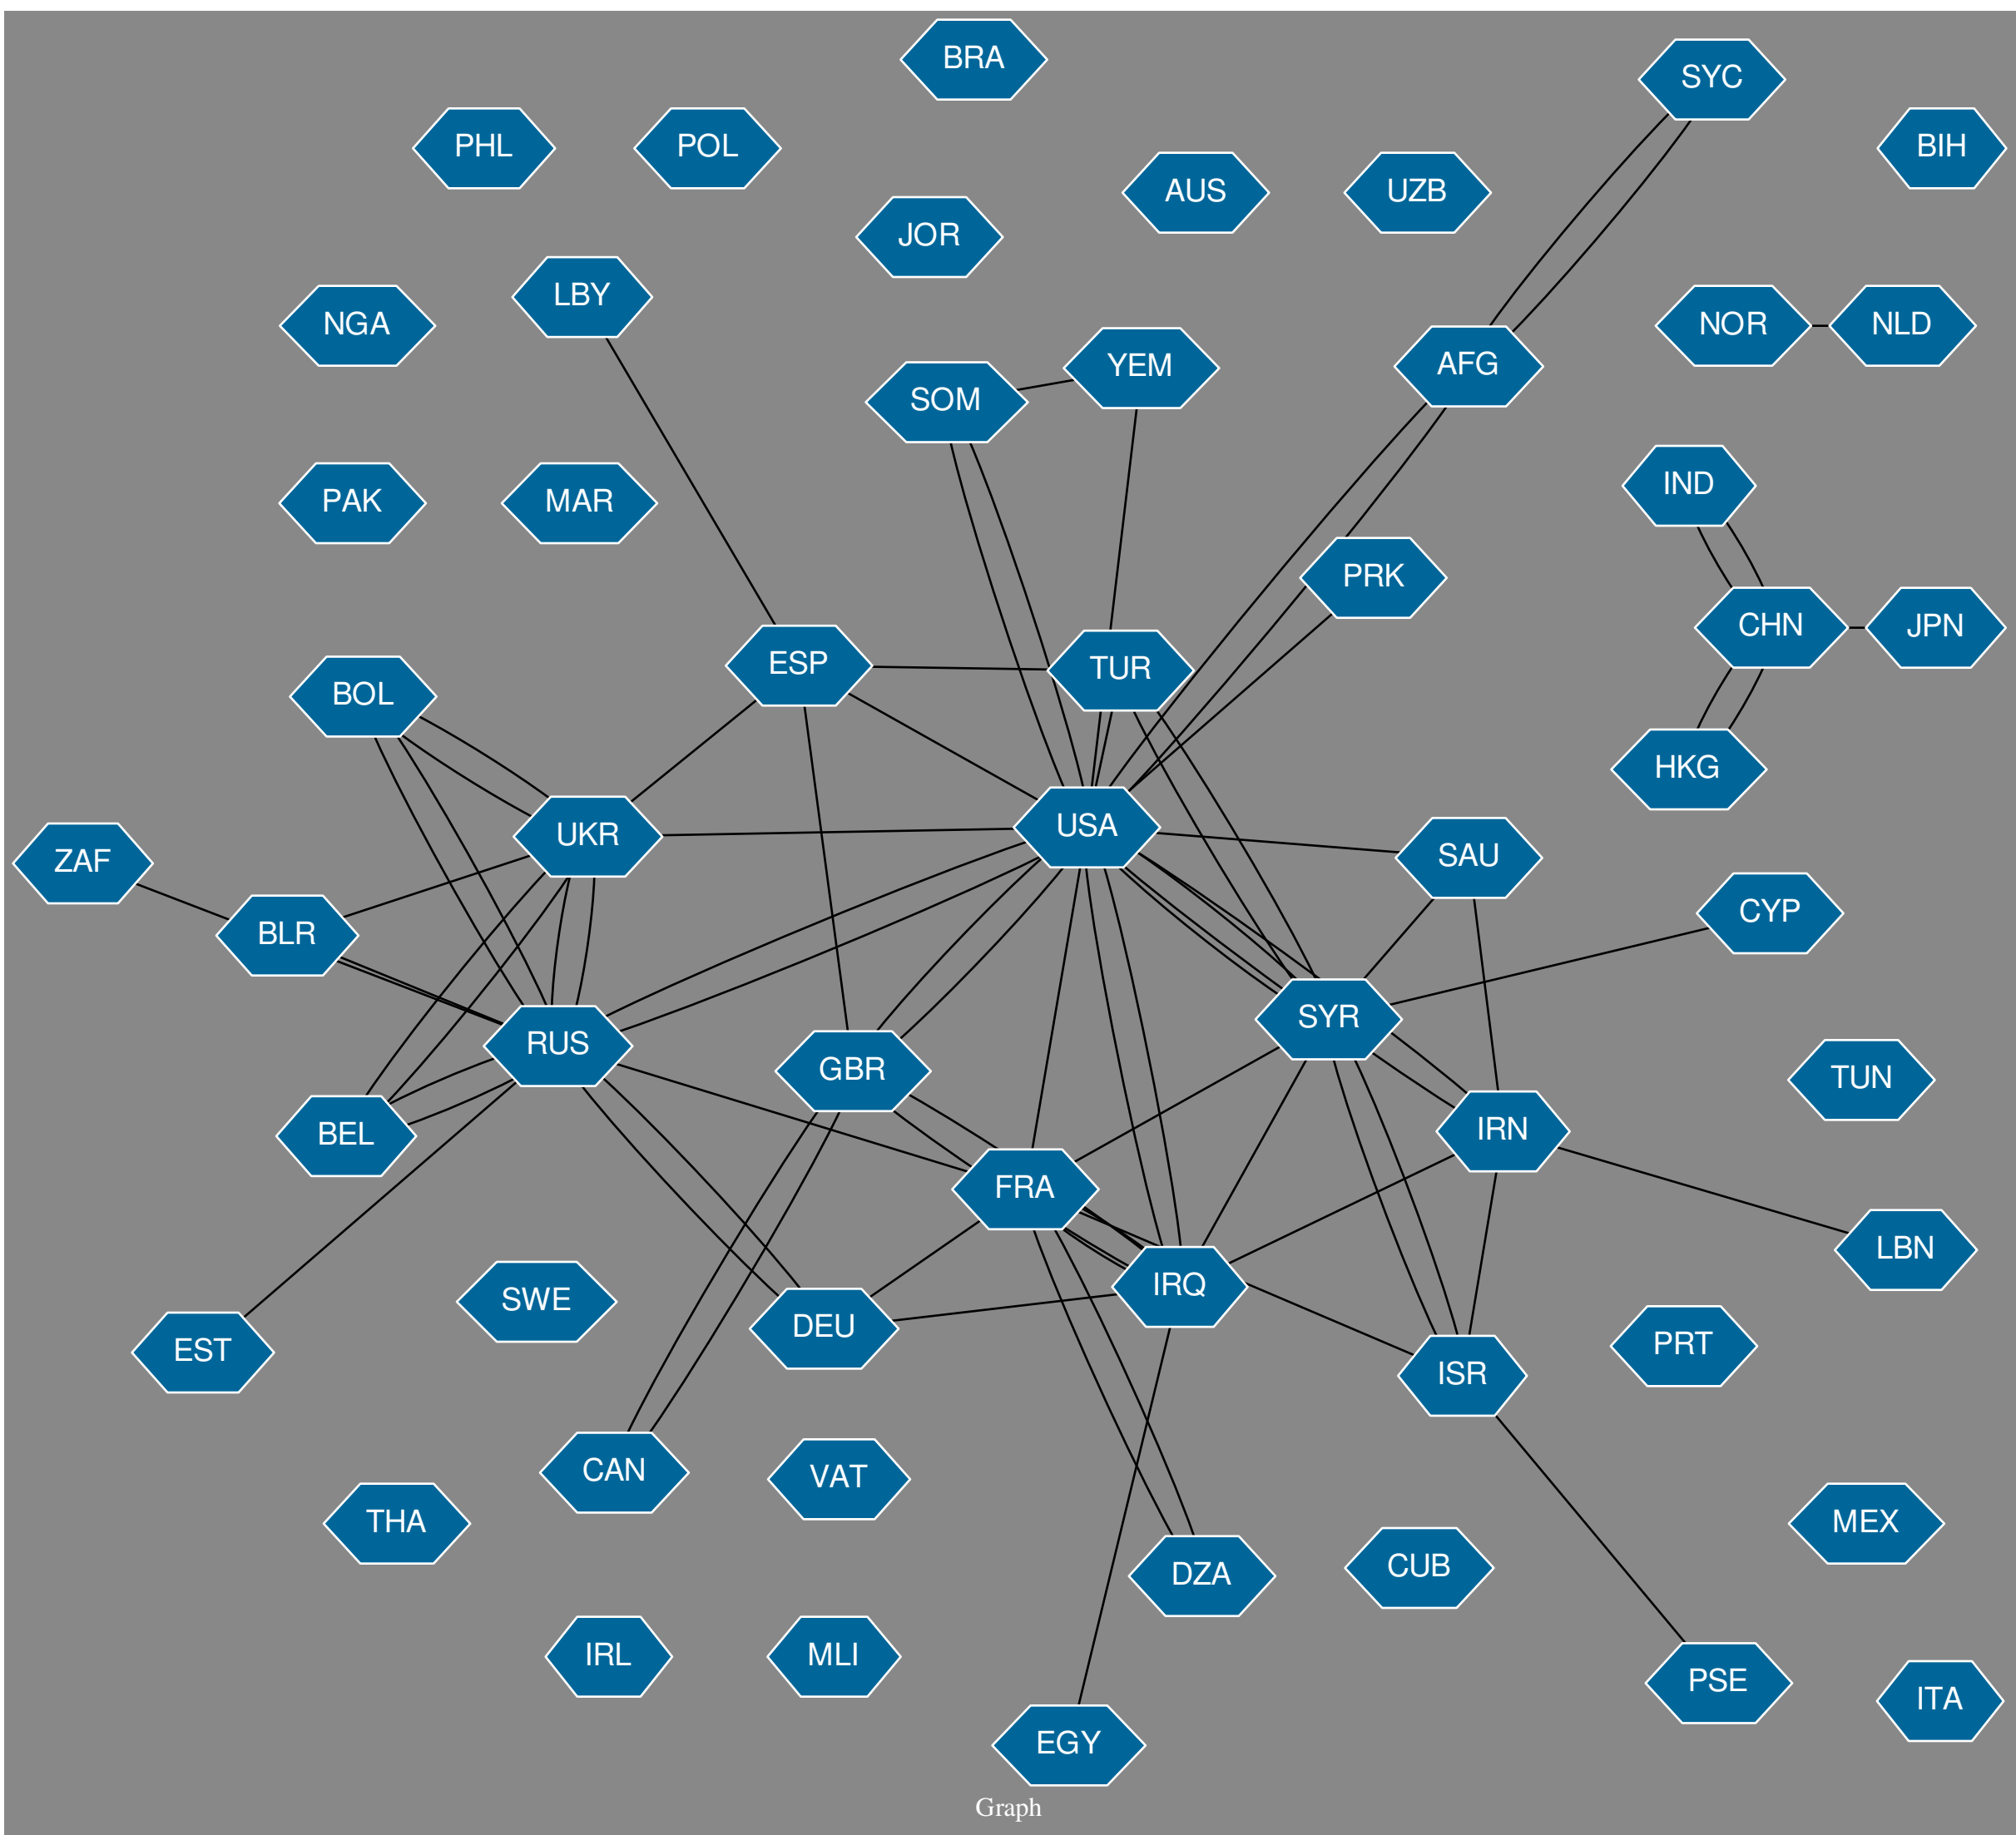 BRA
SYC
PHL
POL
BIH
AUS
UZB
JOR
LBY
NGA
NOR
NLD
YEM
AFG
SOM
IND
PAK
MAR
PRK
CHN
JPN
ESP
TUR
BOL
HKG
USA
UKR
SAU
ZAF
CYP
BLR
SYR
RUS
GBR
TUN
BEL
IRN
FRA
LBN
IRQ
SWE
DEU
EST
PRT
ISR
CAN
VAT
THA
MEX
CUB
DZA
IRL
MLI
PSE
ITA
EGY
Graph